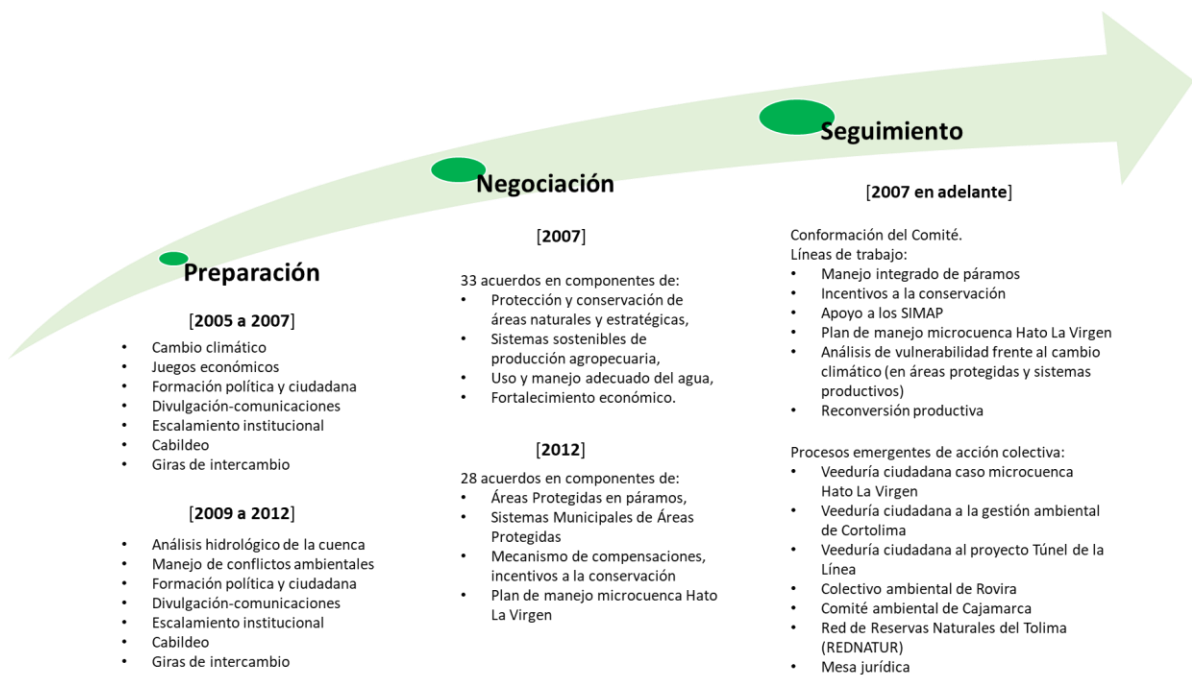 Preparación
[2005 a 2007]
• Cambio climático
• Juegos económicos
• Formación política y ciudadana
• Divulgación-comunicaciones
• Escalamiento institucional
• Cabildeo
• Giras de intercambio
[2009 a 2012]
• Análisis hidrológico de la cuenca
• Manejo de conflictos ambientales
• Formación política y ciudadana
• Divulgación-comunicaciones
• Escalamiento institucional
• Cabildeo
• Giras de intercambio
Negociación
[2007]
33 acuerdos en componentes de:
• Protección y conservación de
áreas naturales y estratégicas,
• Sistemas sostenibles de
producción agropecuaria,
• Uso y manejo adecuado del agua,
• Fortalecimiento económico.
[2012]
28 acuerdos en componentes de:
• Áreas Protegidas en páramos,
• Sistemas Municipales de Áreas
Protegidas
• Mecanismo de compensaciones,
incentivos a la conservación
• Plan de manejo microcuenca Hato
La Virgen
Seguimiento
[2007 en adelante]
Conformación del Comité.
Líneas de trabajo:
• Manejo integrado de páramos
• Incentivos a la conservación
• Apoyo a los SIMAP
• Plan de manejo microcuenca Hato La Virgen
• Análisis de vulnerabilidad frente al cambio
climático (en áreas protegidas y sistemas
productivos)
• Reconversión productiva
Procesos emergentes de acción colectiva:
• Veeduría ciudadana caso microcuenca
Hato La Virgen
• Veeduría ciudadana a la gestión ambiental
de Cortolima
• Veeduría ciudadana al proyecto Túnel de la
Línea
• Colectivo ambiental de Rovira
• Comité ambiental de Cajamarca
• Red de Reservas Naturales del Tolima
(REDNATUR)
• Mesa jurídica